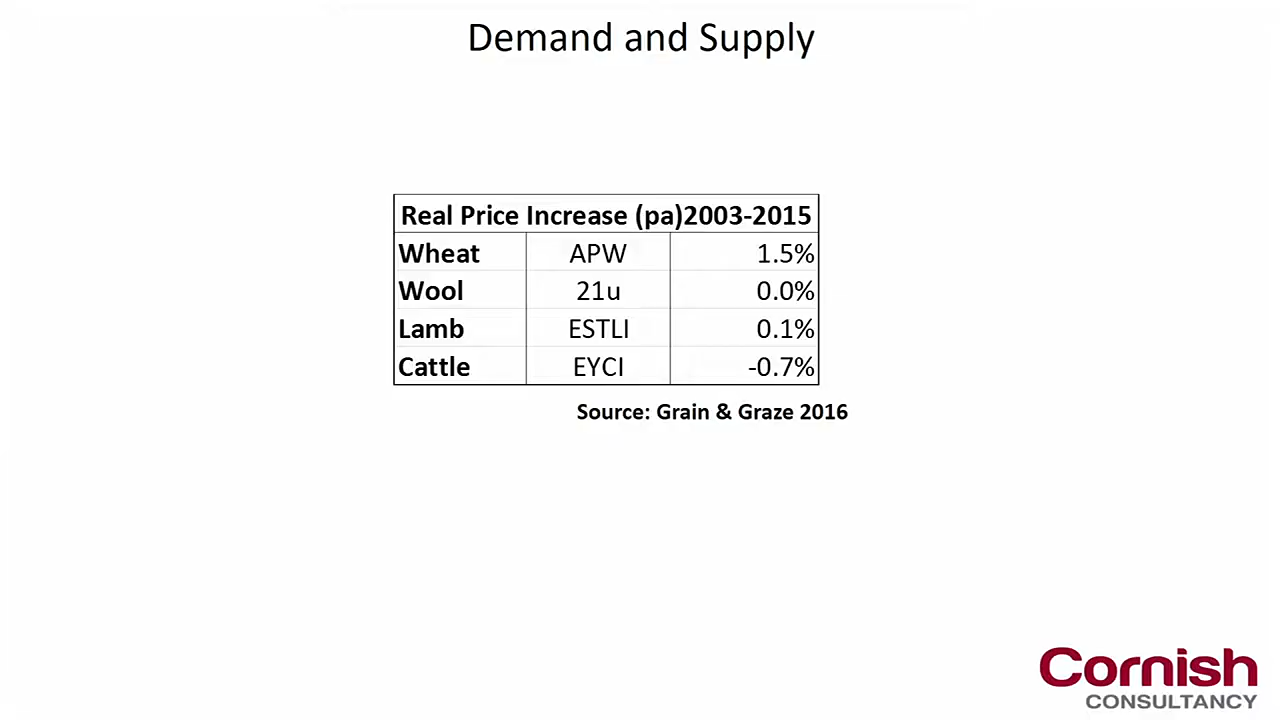 Demand and Supply
Real Price Increase (pa)2003-2015
Wheat APW 1.5%
Wool 21u 0.0%
Lamb ESTLI 0.1%
Cattle EYCI -0.7%
Source: Grain & Graze 2016
Cornish
CONSULTANCY